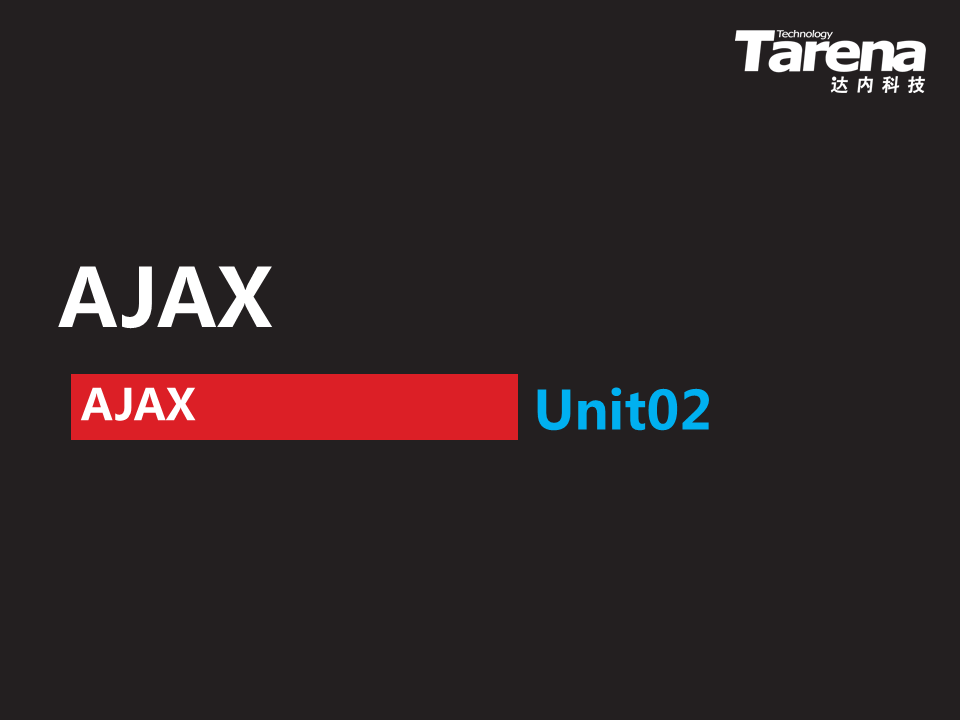 Technology
Tarena
达内科技
AJAX
AJAX
Unit02